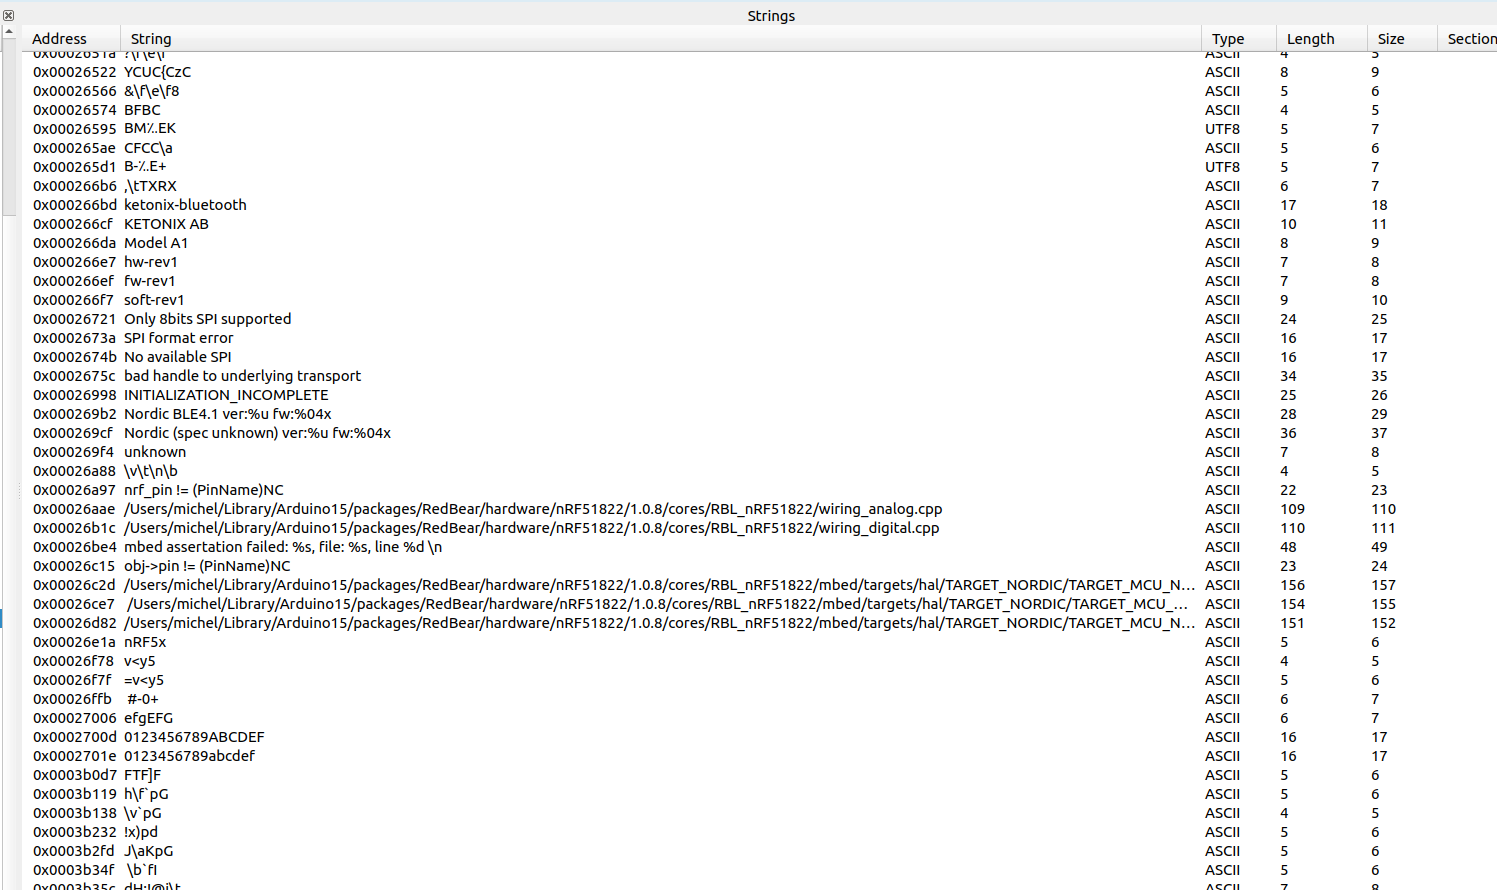 Strings
Address String Type Length Size Section
0x00026522 YCUC{CzC ASCII 8 9
0x00026566 &\f\e\f8 ASCII 5 6
0x00026574 BFBC ASCII 4 5
0x00026595 BM٪.EK UTF8 5 7
0x000265ae CFCC\a ASCII 5 6
0x000265d1 B-٪.E+ UTF8 5 7
0x000266b6 ,\tTXRX ASCII 6 7
0x000266bd ketonix-bluetooth ASCII 17 18
0x000266cf KETONIX AB ASCII 10 11
0x000266da Model A1 ASCII 8 9
0x000266e7 hw-rev1 ASCII 7 8
0x000266ef fw-rev1 ASCII 7 8
0x000266f7 soft-rev1 ASCII 9 10
0x00026721 Only 8bits SPI supported ASCII 24 25
0x0002673a SPI format error ASCII 16 17
0x0002674b No available SPI ASCII 16 17
0x0002675c bad handle to underlying transport ASCII 34 35
0x00026998 INITIALIZATION_INCOMPLETE ASCII 25 26
0x000269b2 Nordic BLE4.1 ver:%u fw:%04x ASCII 28 29
0x000269cf Nordic (spec unknown) ver:%u fw:%04x ASCII 36 37
0x000269f4 unknown ASCII 7 8
0x00026a88 \v\t\n\b ASCII 4 5
0x00026a97 nrf_pin != (PinName)NC ASCII 22 23
0x00026aae /Users/michel/Library/Arduino15/packages/RedBear/hardware/nRF51822/1.0.8/cores/RBL_nRF51822/wiring_analog.cpp ASCII 109 110
0x00026b1c /Users/michel/Library/Arduino15/packages/RedBear/hardware/nRF51822/1.0.8/cores/RBL_nRF51822/wiring_digital.cpp ASCII 110 111
0x00026be4 mbed assertation failed: %s, file: %s, line %d \n ASCII 48 49
0x00026c15 obj->pin != (PinName)NC ASCII 23 24
0x00026c2d /Users/michel/Library/Arduino15/packages/RedBear/hardware/nRF51822/1.0.8/cores/RBL_nRF51822/mbed/targets/hal/TARGET_NORDIC/TARGET_MCU_N... ASCII 156 157
0x00026ce7 /Users/michel/Library/Arduino15/packages/RedBear/hardware/nRF51822/1.0.8/cores/RBL_nRF51822/mbed/targets/hal/TARGET_NORDIC/TARGET_MCU_... ASCII 154 155
0x00026d82 /Users/michel/Library/Arduino15/packages/RedBear/hardware/nRF51822/1.0.8/cores/RBL_nRF51822/mbed/targets/hal/TARGET_NORDIC/TARGET_MCU_N... ASCII 151 152
0x00026e1a nRF5x ASCII 5 6
0x00026f78 v<y5 ASCII 4 5
0x00026f7f =v<y5 ASCII 5 6
0x00026ffb #-0+ ASCII 6 7
0x00027006 efgEFG ASCII 6 7
0x0002700d 0123456789ABCDEF ASCII 16 17
0x0002701e 0123456789abcdef ASCII 16 17
0x0003b0d7 FTF]F ASCII 5 6
0x0003b119 h\f`pG ASCII 5 6
0x0003b138 \v`pG ASCII 4 5
0x0003b232 !x)pd ASCII 5 6
0x0003b2fd J\aKpG ASCII 5 6
0x0003b34f \b`fI ASCII 5 6